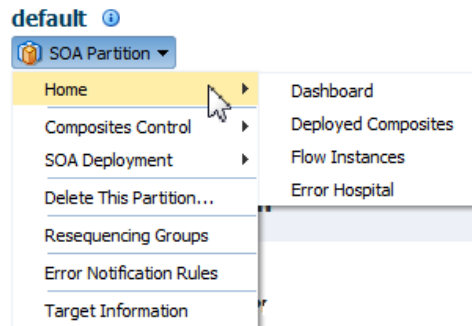 default
SOA Partition
Home
Dashboard
Composites Control
Deployed Composites
SOA Deployment
Flow Instances
Delete This Partition...
Error Hospital
Resequencing Groups
Error Notification Rules
Target Information